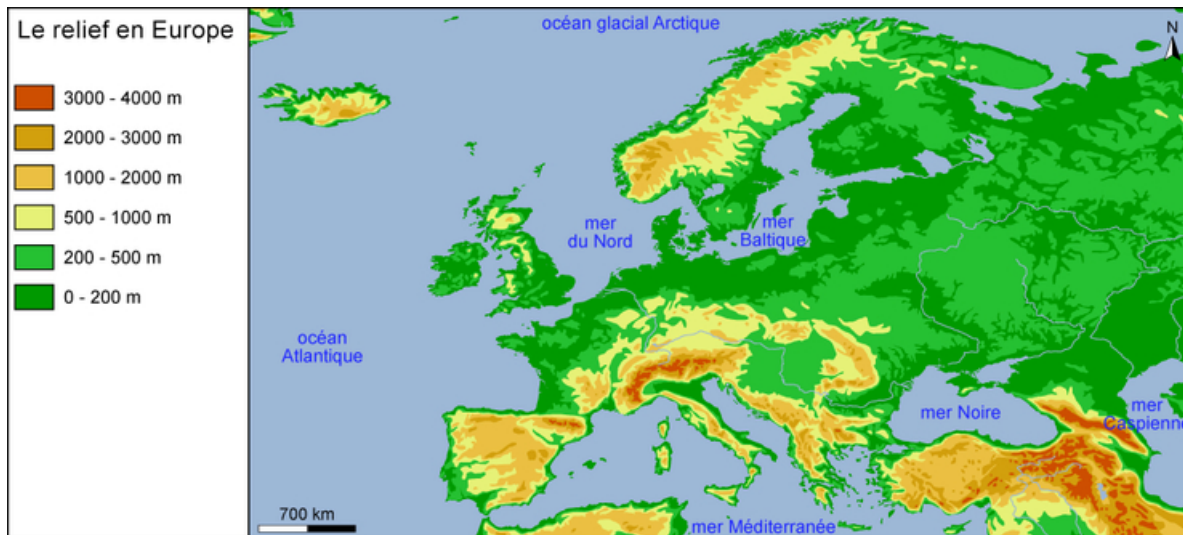 Le relief en Europe
3000 - 4000 m
2000 - 3000 m
1000 - 2000 m
500 - 1000 m
200 - 500 m
0 - 200 m
océan glacial Arctique
N
mer
du Nord
mer
Baltique
océan
Atlantique
mer Noire
mer
Caspienne
mer Méditerranée
700 km